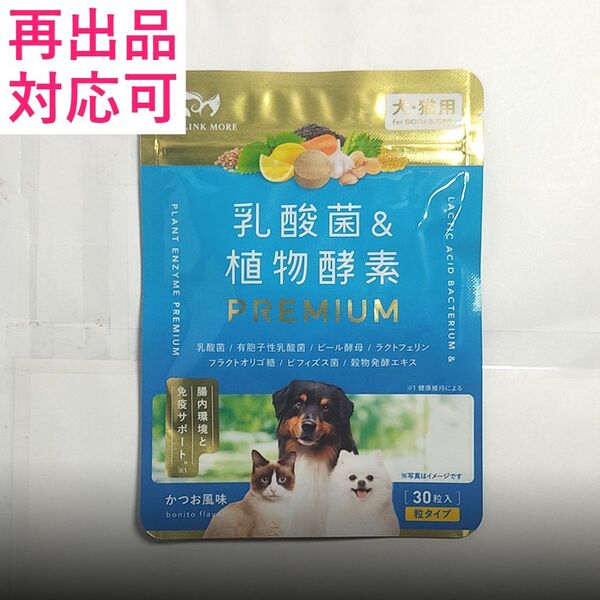 再出品
対応可
LINK MORE
犬・猫用
for DOGs & CATs
乳酸菌&
植物酵素
PREMIUM
PLANT ENZYME PREMIUM
LACTIC ACID BACTERIUM &
乳酸菌 / 有胞子性乳酸菌 / ビール酵母 / ラクトフェリン
フラクトオリゴ糖 / ビフィズス菌 / 穀物発酵エキス
※1 健康維持による
腸内環境と
免疫サポート。
※1
※写真はイメージです
かつお風味
bonito flavor
30粒入
粒タイプ